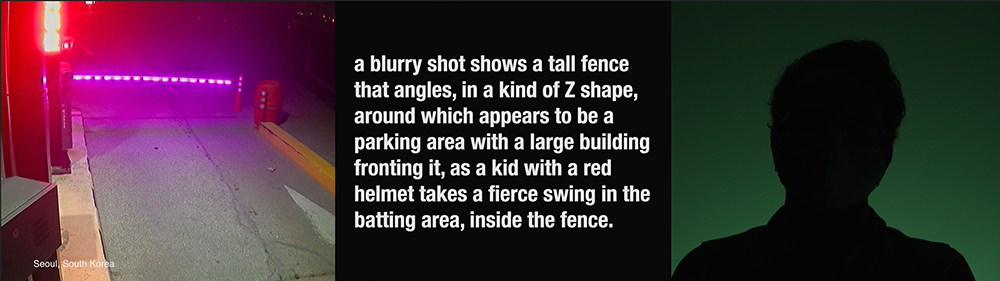 a blurry shot shows a tall fence
that angles, in a kind of Z shape,
around which appears to be a
parking area with a large building
fronting it, as a kid with a red
helmet takes a fierce swing in the
batting area, inside the fence.
Seoul, South Korea